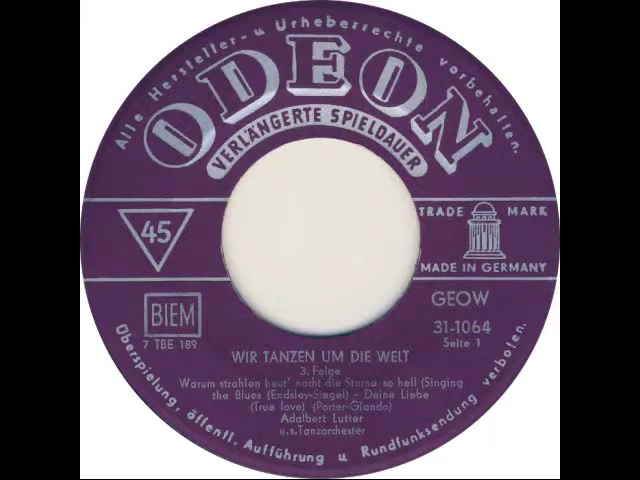 Alle Hersteller- u Urheberrechte vorbehalten.
ODEON
VERLÄNGERTE SPIELDAUER
45
TRADE MARK
MADE IN GERMANY
BIEM
7 TBE 189
GEOW
31-1064
Seite 1
WIR TANZEN UM DIE WELT
3. Folge
Warum strahlen heut' nacht die Sterne so hell (Singing
the Blues (Endsley-Siegel) – Deine Liebe
(True love) (Porter-Glando)
Adalbert Lutter
u.s.Tanzorchester
Überspielung, öffentl. Aufführung u Rundfunksendung verboten.